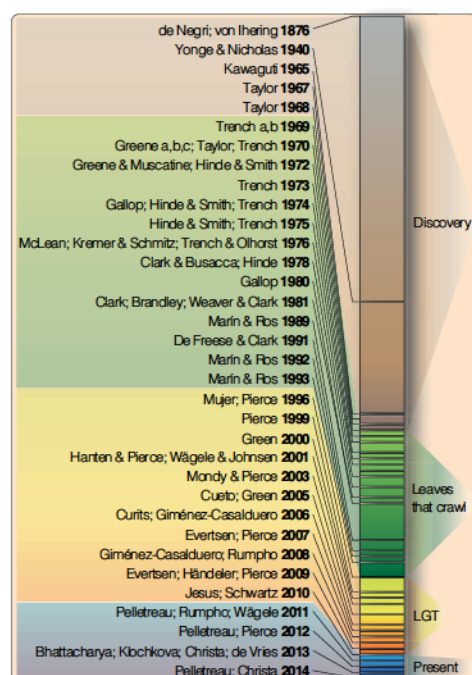 de Negri; von Ihering 1876
Yonge & Nicholas 1940
Kawaguti 1965
Taylor 1967
Taylor 1968
Trench a,b 1969
Greene a,b,c; Taylor; Trench 1970
Greene & Muscatine; Hinde & Smith 1972
Trench 1973
Gallop; Hinde & Smith; Trench 1974
Hinde & Smith; Trench 1975
McLean; Kremer & Schmitz; Trench & Olhorst 1976
Clark & Busacca; Hinde 1978
Gallop 1980
Clark; Brandley; Weaver & Clark 1981
Marín & Ros 1989
De Freese & Clark 1991
Marín & Ros 1992
Marín & Ros 1993
Mujer; Pierce 1996
Pierce 1999
Green 2000
Hanten & Pierce; Wägele & Johnsen 2001
Mondy & Pierce 2003
Cueto; Green 2005
Curits; Giménez-Casalduero 2006
Evertsen; Pierce 2007
Giménez-Casalduero; Rumpho 2008
Evertsen; Händeler; Pierce 2009
Jesus; Schwartz 2010
Pelletreau; Rumpho; Wägele 2011
Pelletreau; Pierce 2012
Bhattacharya; Klochkova; Christa; de Vries 2013
Pelletreau; Christa 2014
Discovery
Leaves
that crawl
LGT
Present